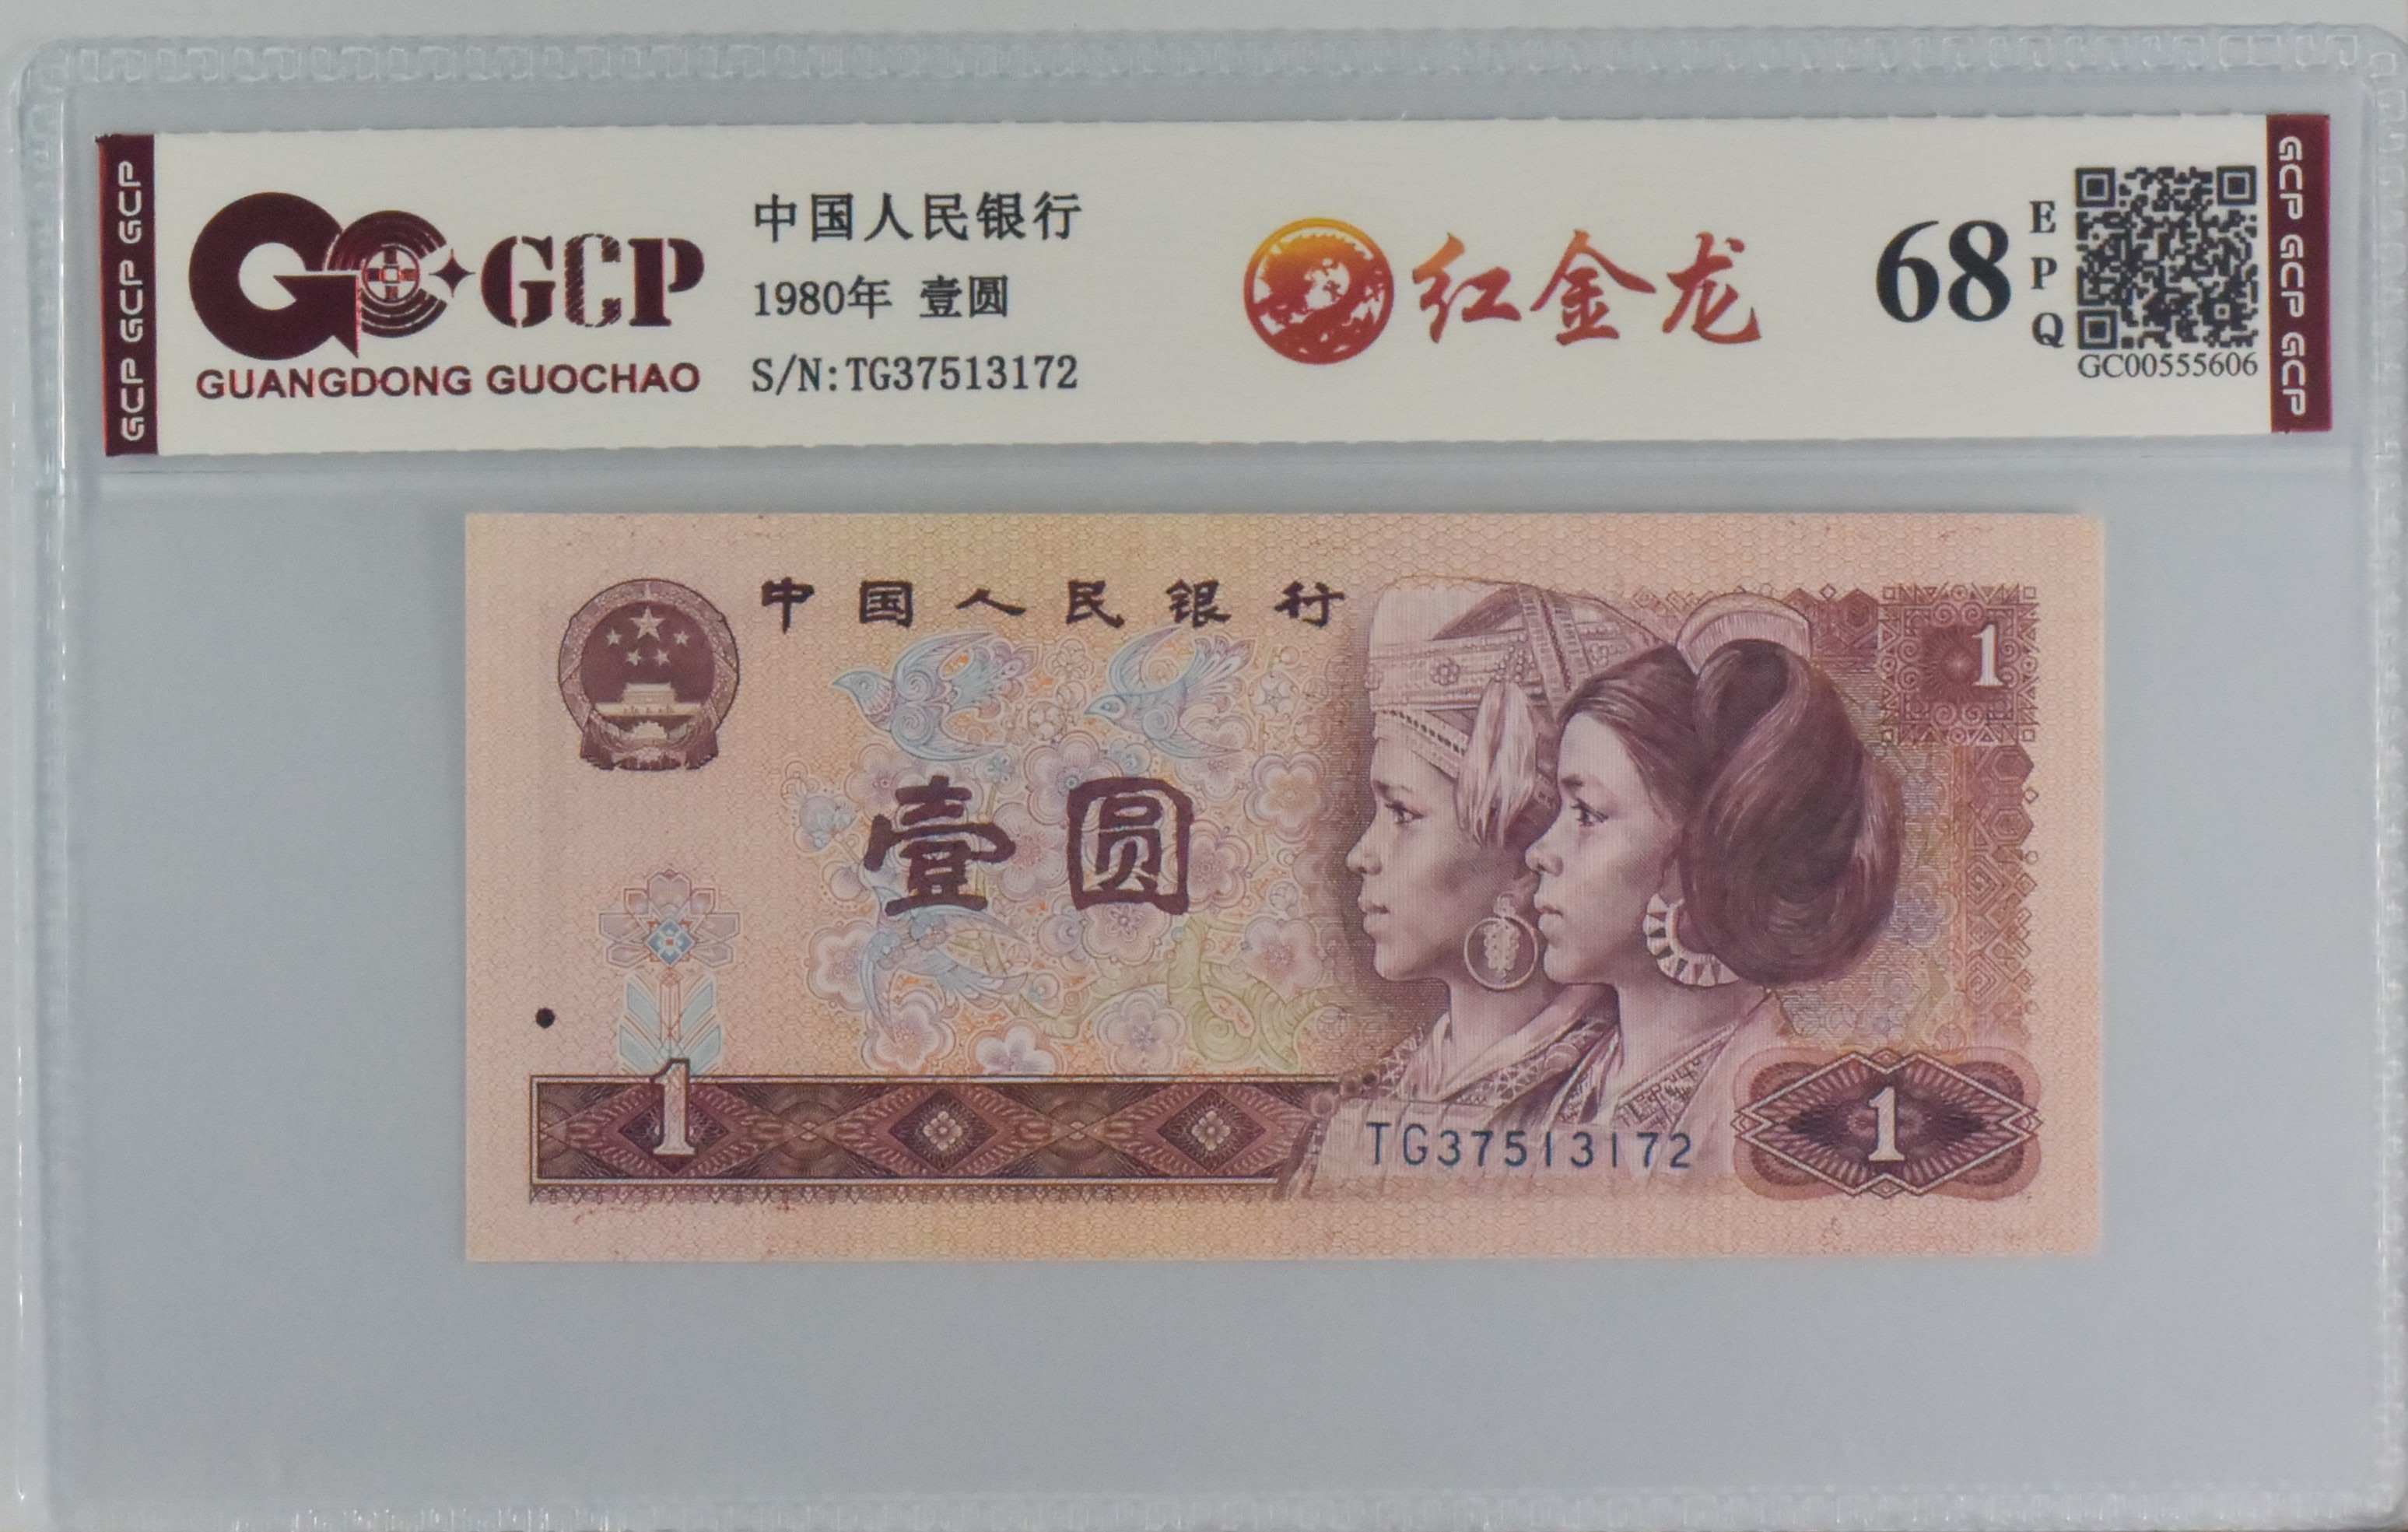 GCP GCP GCP
GCP
GUANGDONG GUOCHAO
中国人民银行
1980年 壹圆
S/N:TG37513172
红金龙
68
EPQ
GC00555606
GCP GCP GCP
中国人民银行
1
壹圆
1
TG37513172
1